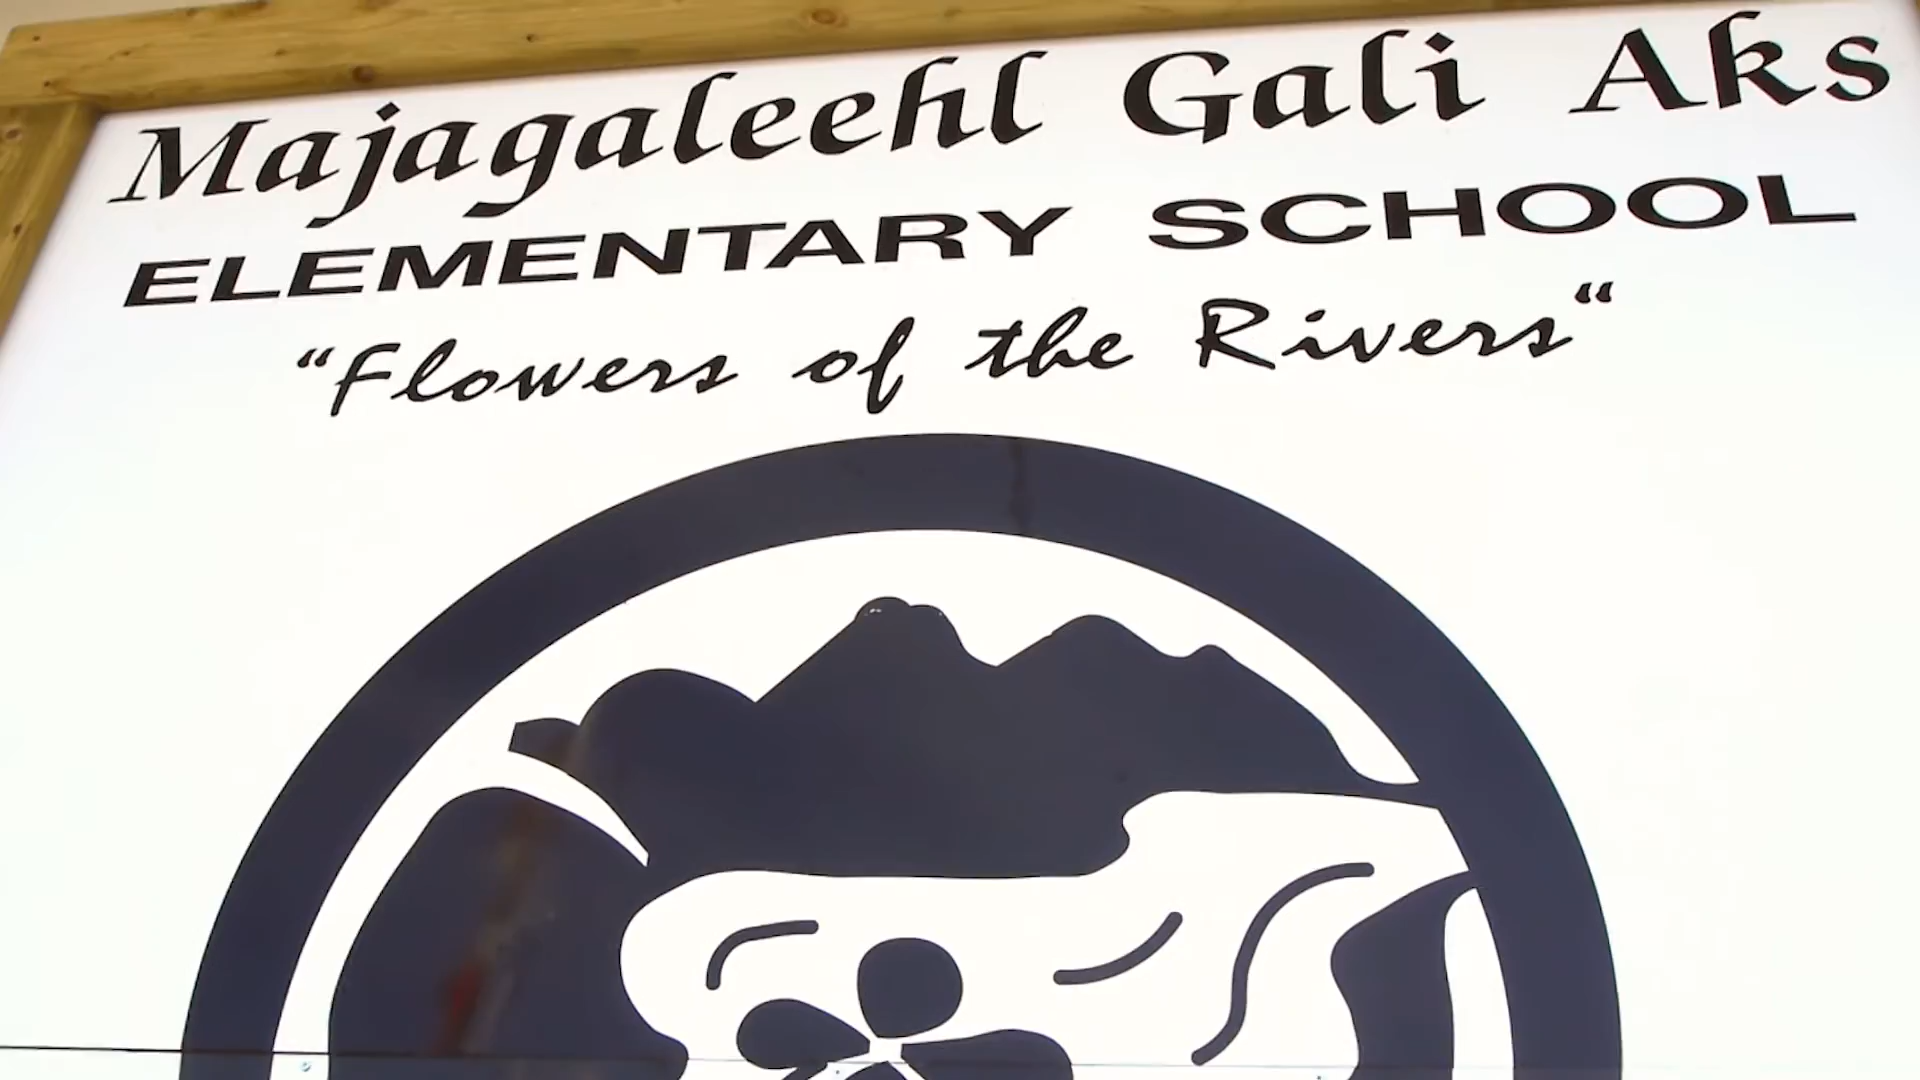 Majagaleehl Gali Aks
ELEMENTARY SCHOOL
“Flowers of the Rivers“